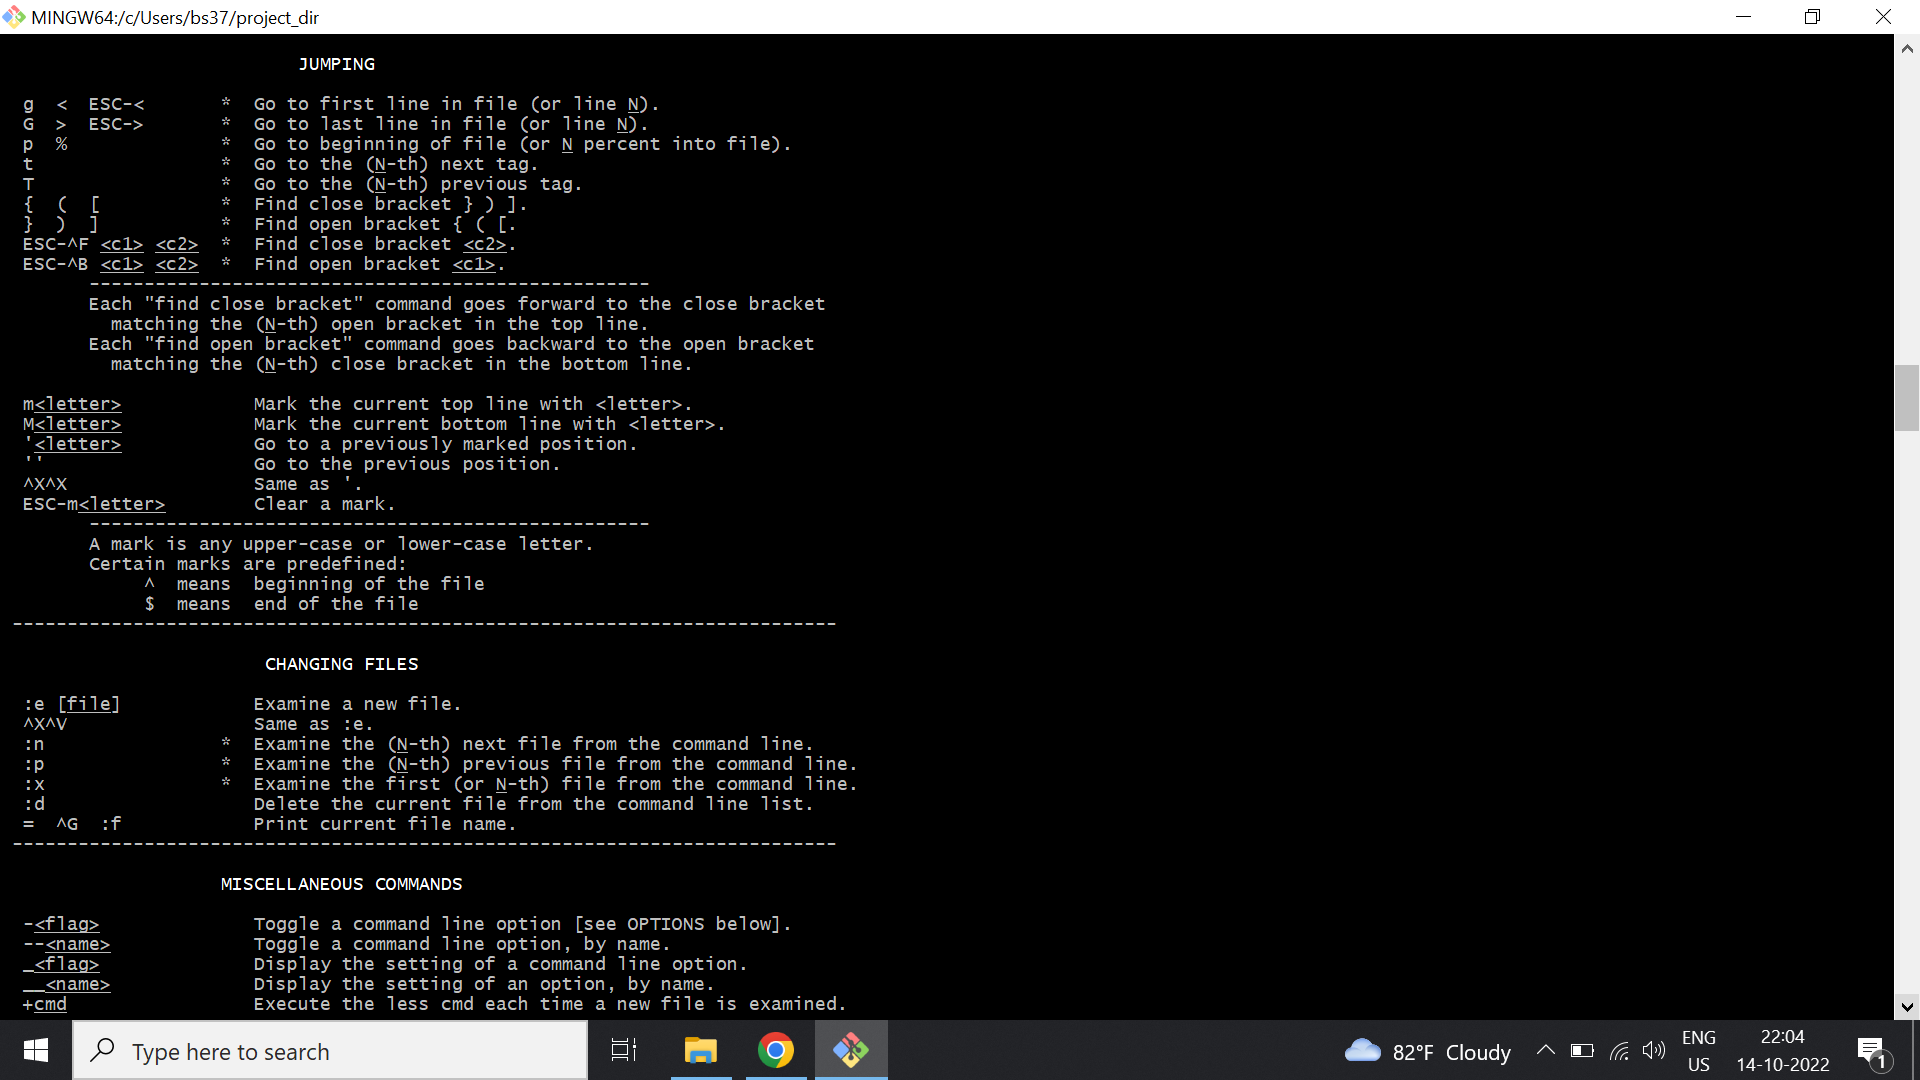 MINGW64:/c/Users/bs37/project_dir
JUMPING
g  <  ESC-<       *  Go to first line in file (or line N).
G  >  ESC->       *  Go to last line in file (or line N).
p  %              *  Go to beginning of file (or N percent into file).
t                 *  Go to the (N-th) next tag.
T                 *  Go to the (N-th) previous tag.
{  (  [           *  Find close bracket } ) ].
}  )  ]           *  Find open bracket { ( [.
ESC-^F <c1> <c2>  *  Find close bracket <c2>.
ESC-^B <c1> <c2>  *  Find open bracket <c1>.
---------------------------------------------------
Each "find close bracket" command goes forward to the close bracket
matching the (N-th) open bracket in the top line.
Each "find open bracket" command goes backward to the open bracket
matching the (N-th) close bracket in the bottom line.
m<letter>            Mark the current top line with <letter>.
M<letter>            Mark the current bottom line with <letter>.
'<letter>            Go to a previously marked position.
''                   Go to the previous position.
^X^X                 Same as '.
ESC-m<letter>        Clear a mark.
---------------------------------------------------
A mark is any upper-case or lower-case letter.
Certain marks are predefined:
^  means  beginning of the file
$  means  end of the file
---------------------------------------------------------------------------
CHANGING FILES
:e [file]            Examine a new file.
^X^V                 Same as :e.
:n                *  Examine the (N-th) next file from the command line.
:p                *  Examine the (N-th) previous file from the command line.
:x                *  Examine the first (or N-th) file from the command line.
:d                   Delete the current file from the command line list.
=  ^G  :f            Print current file name.
---------------------------------------------------------------------------
MISCELLANEOUS COMMANDS
-<flag>              Toggle a command line option [see OPTIONS below].
--<name>             Toggle a command line option, by name.
_<flag>              Display the setting of a command line option.
__<name>             Display the setting of an option, by name.
+cmd                 Execute the less cmd each time a new file is examined.
Type here to search
82°F Cloudy
ENG
US
22:04
14-10-2022
1